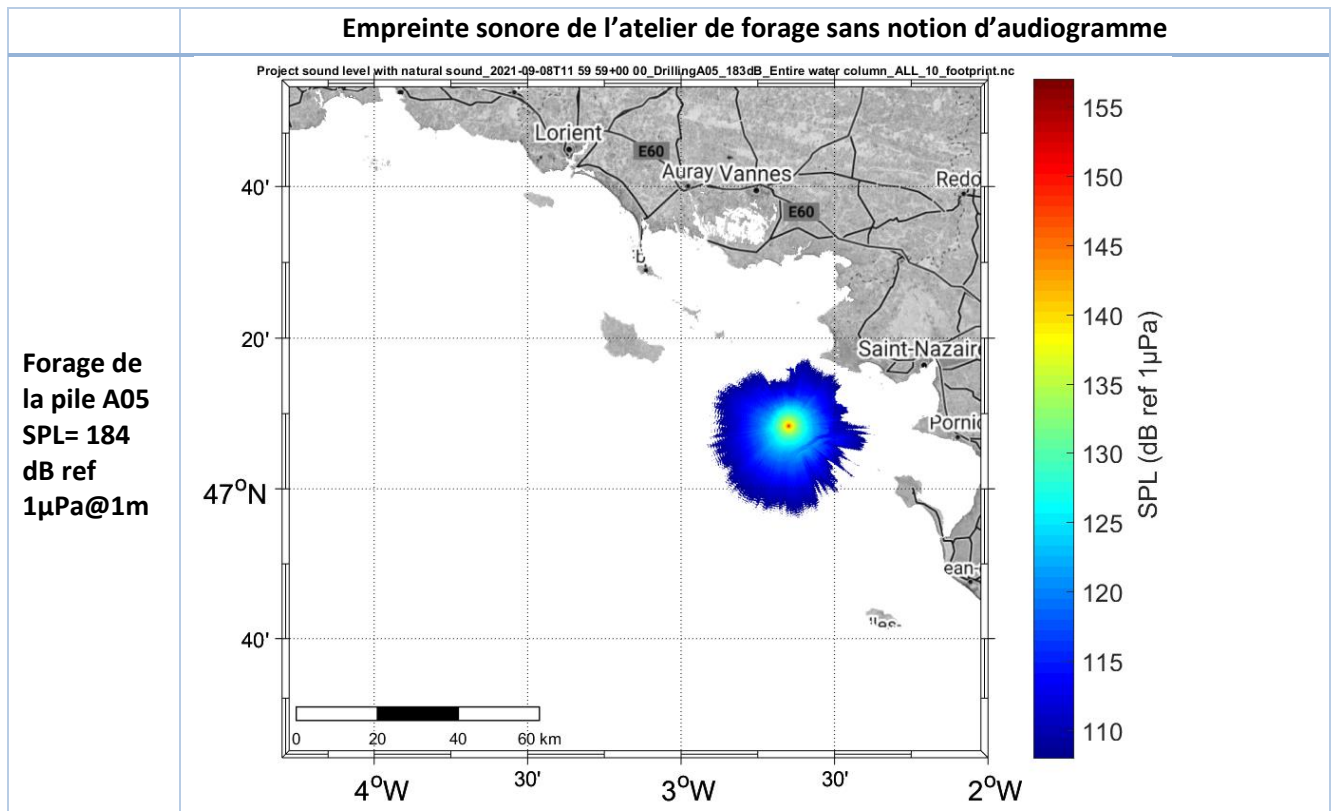 Empreinte sonore de l’atelier de forage sans notion d’audiogramme
Forage de
la pile A05
SPL= 184
dB ref
1µPa@1m
Project sound level with natural sound_2021-09-08T11 59 59+00 00_DrillingA05_183dB_Entire water column_ALL_10_footprint.nc
Lorient
E60
Auray Vannes
Redo
E60
Saint-Nazair
Pornic
ean-
40'
20'
47°N
40'
0 20 40 60 km
4°W 30' 3°W 30' 2°W
155
150
145
140
135
130
125
120
115
110
SPL (dB ref 1µPa)